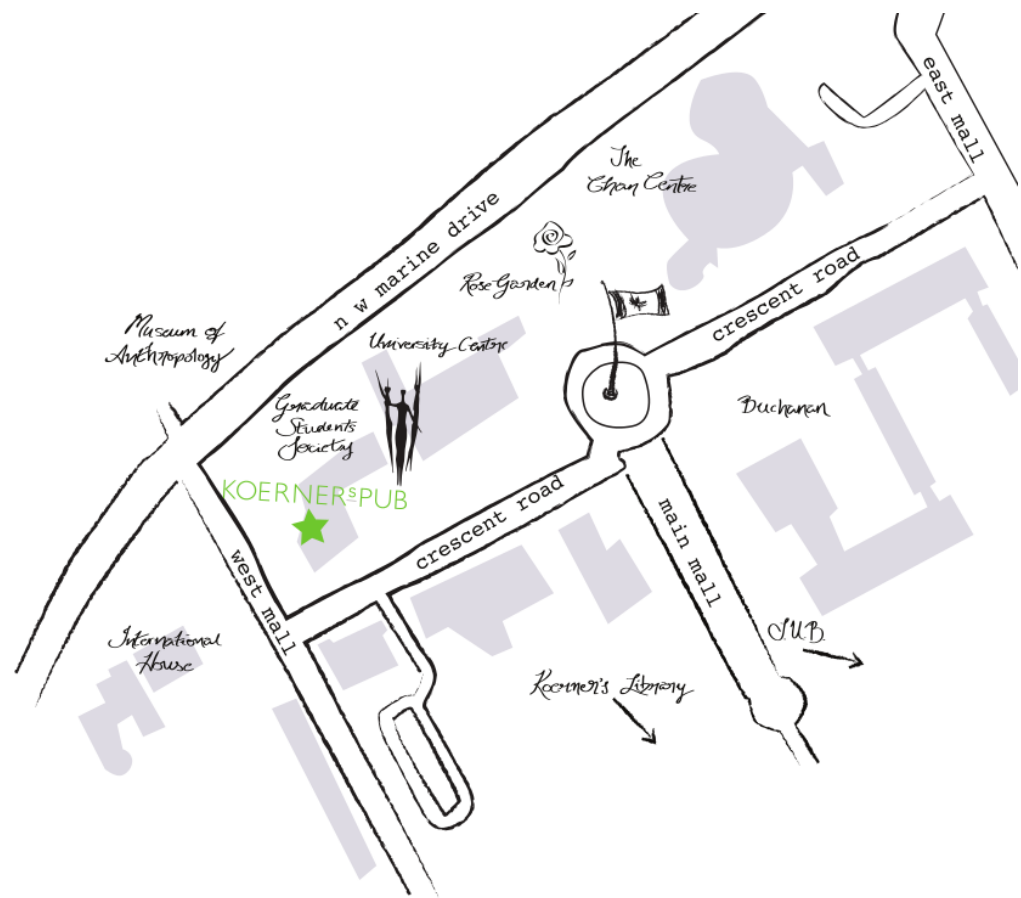 east mall
The
Chan Centre
n w marine drive
Rose Garden
crescent road
Museum of
Anthropology
University Centre
Graduate
Students
Society
Buchanan
KOERNERSPUB
crescent road
main mall
west mall
International
House
S.U.B.
Koerner's Library